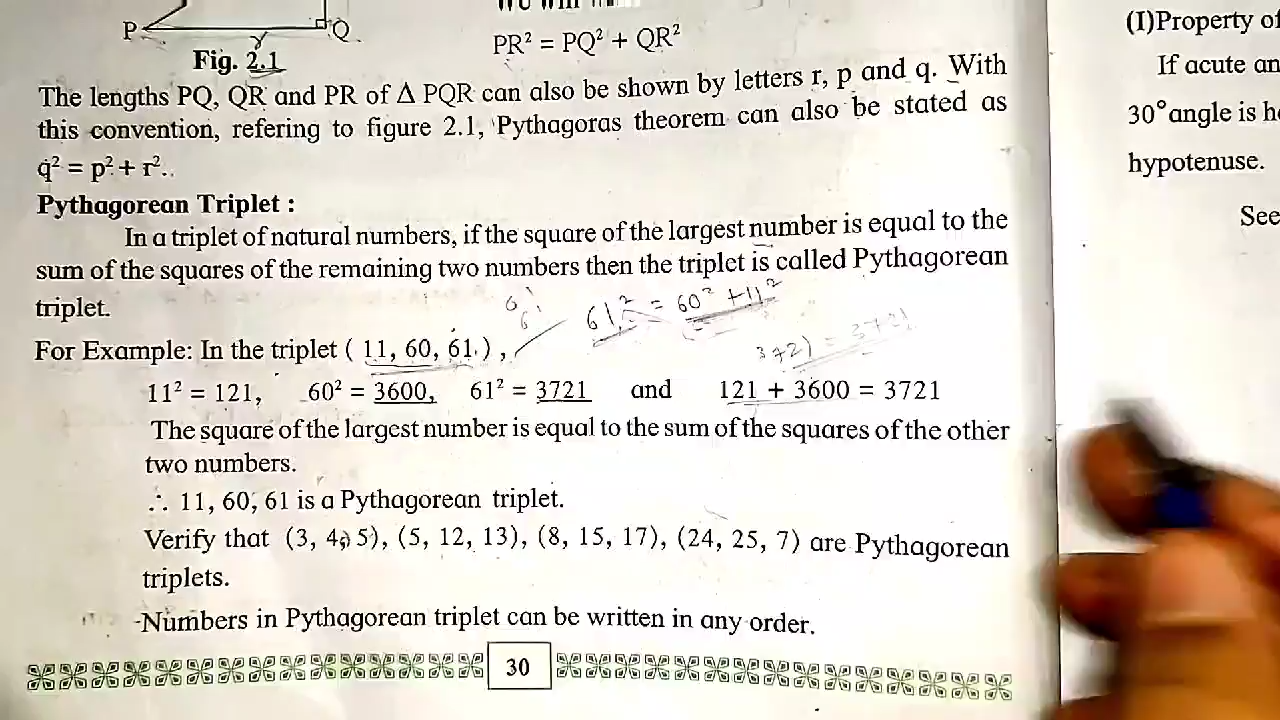 P
Q
Fig. 2.1
PR² = PQ² + QR²
The lengths PQ, QR and PR of Δ PQR can also be shown by letters r, p and q. With
this convention, refering to figure 2.1, Pythagoras theorem can also be stated as
q² = p² + r².
Pythagorean Triplet :
In a triplet of natural numbers, if the square of the largest number is equal to the
sum of the squares of the remaining two numbers then the triplet is called Pythagorean
triplet.
61² = 60² + 11²
For Example: In the triplet ( 11, 60, 61 ) ,
3721 = 3721
11² = 121, 60² = 3600, 61² = 3721 and 121 + 3600 = 3721
The square of the largest number is equal to the sum of the squares of the other
two numbers.
∴ 11, 60, 61 is a Pythagorean triplet.
Verify that (3, 4, 5), (5, 12, 13), (8, 15, 17), (24, 25, 7) are Pythagorean
triplets.
Numbers in Pythagorean triplet can be written in any order.
30
(I)Property of
If acute an
30° angle is h
hypotenuse.
See